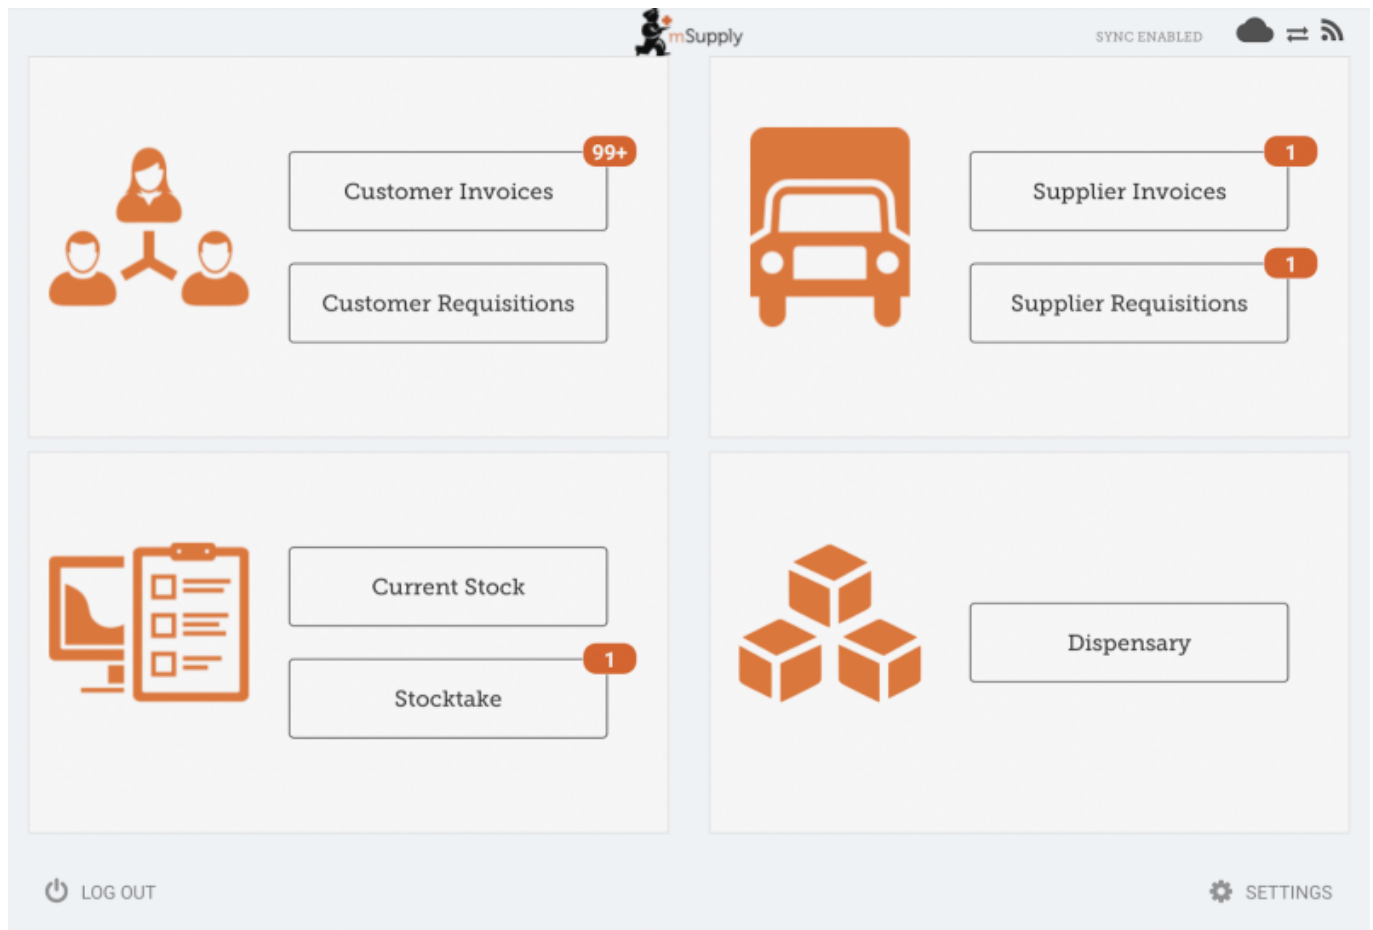 mSupply
SYNC ENABLED
99+
Customer Invoices
Customer Requisitions
1
Supplier Invoices
1
Supplier Requisitions
Current Stock
1
Stocktake
Dispensary
LOG OUT
SETTINGS